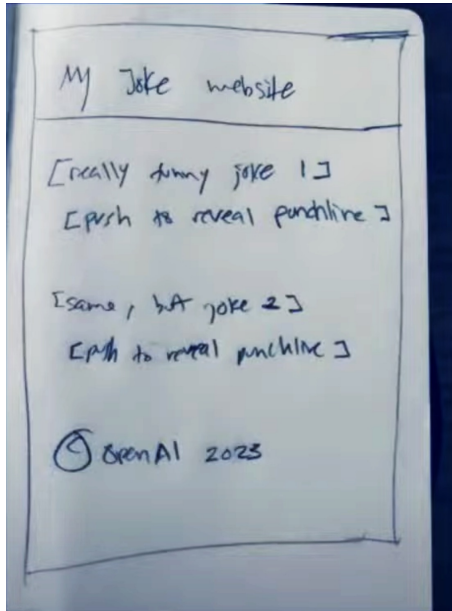 My Joke website
[really funny joke 1]
[push to reveal punchline]
[same, but joke 2]
[push to reveal punchline]
© OpenAI 2023